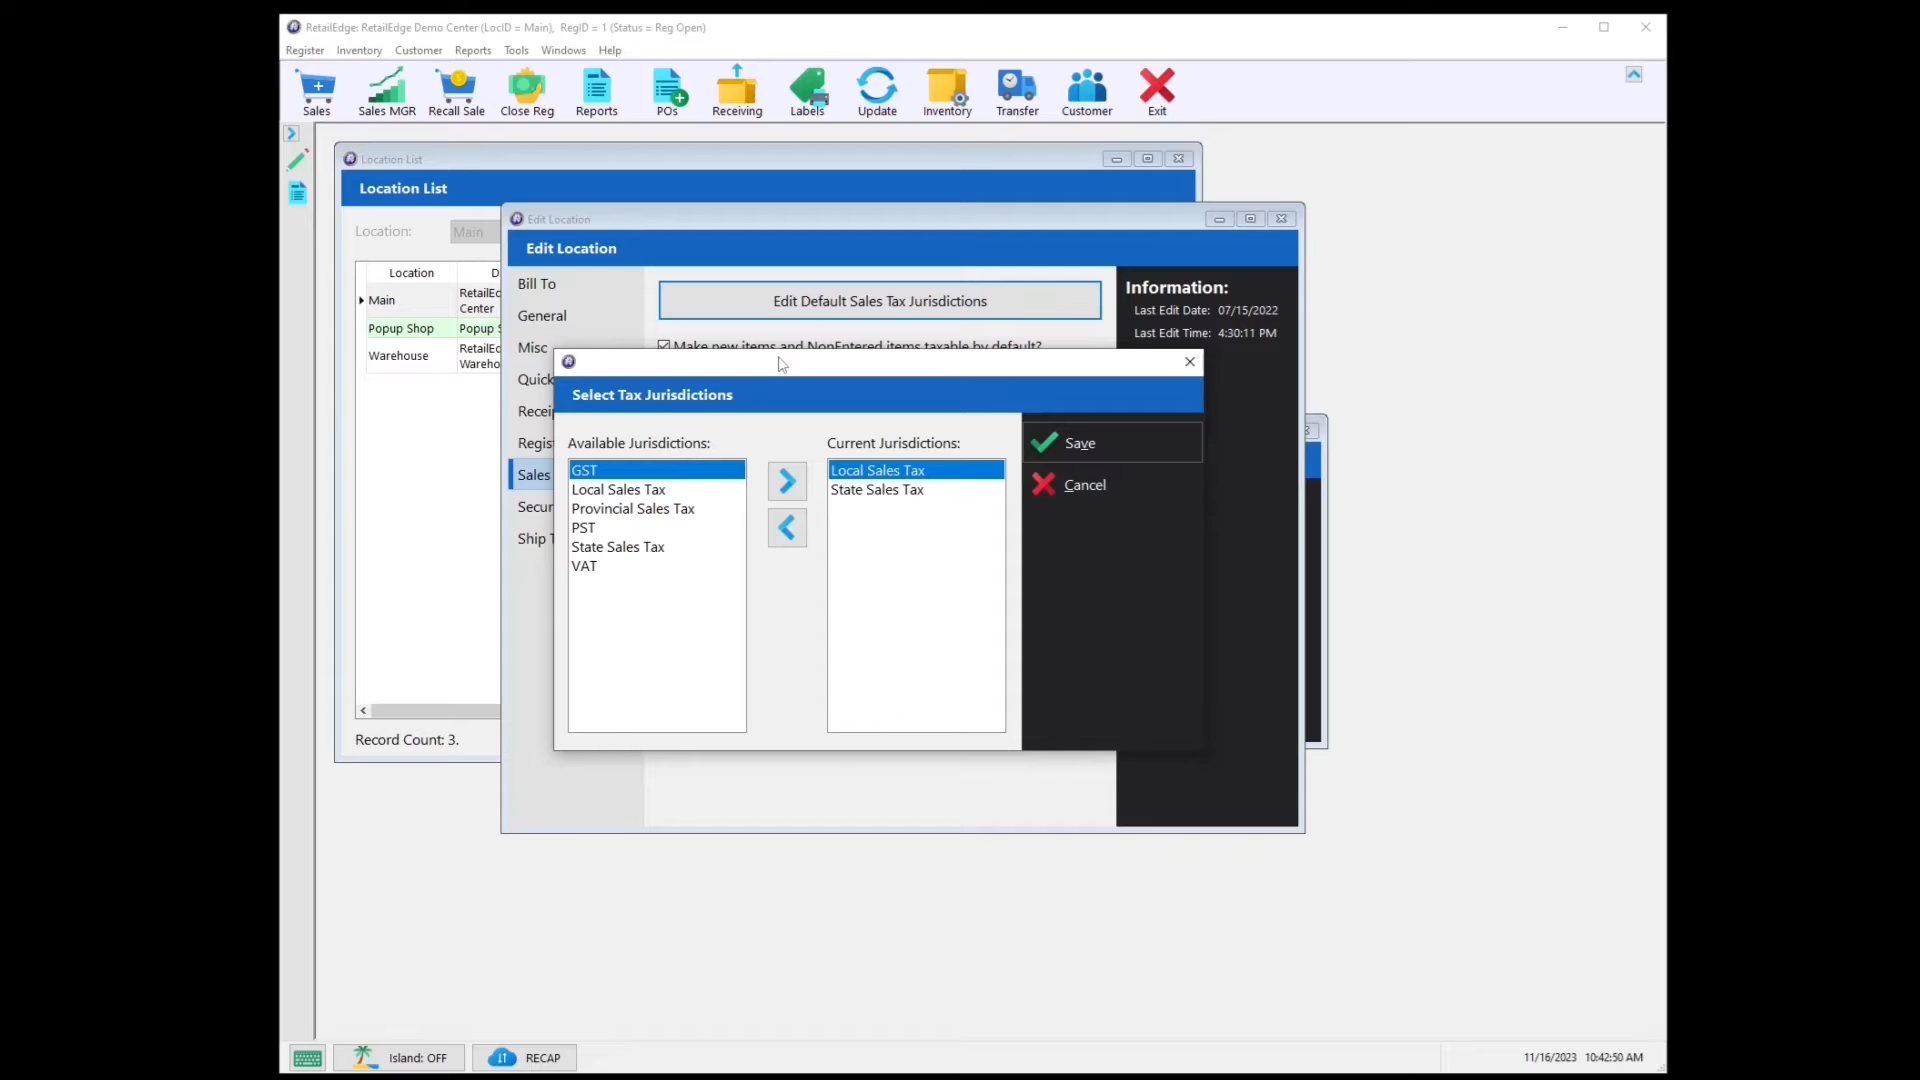 RetailEdge: RetailEdge Demo Center (LocID = Main), RegID = 1 (Status = Reg Open)
Register Inventory Customer Reports Tools Windows Help
Sales Sales MGR Recall Sale Close Reg Reports POs Receiving Labels Update Inventory Transfer Customer Exit
Location List
Location List
Location: Main
Location D
Main RetailEd
Center
Popup Shop Popup S
Warehouse RetailEd
Wareho
Record Count: 3.
Edit Location
Edit Location
Bill To
General
Misc
Quick
Recei
Regist
Sales
Secur
Ship T
Edit Default Sales Tax Jurisdictions
Make new items and NonEntered items taxable by default?
Information:
Last Edit Date: 07/15/2022
Last Edit Time: 4:30:11 PM
Select Tax Jurisdictions
Available Jurisdictions:
GST
Local Sales Tax
Provincial Sales Tax
PST
State Sales Tax
VAT
Current Jurisdictions:
Local Sales Tax
State Sales Tax
Save
Cancel
Island: OFF RECAP
11/16/2023 10:42:50 AM